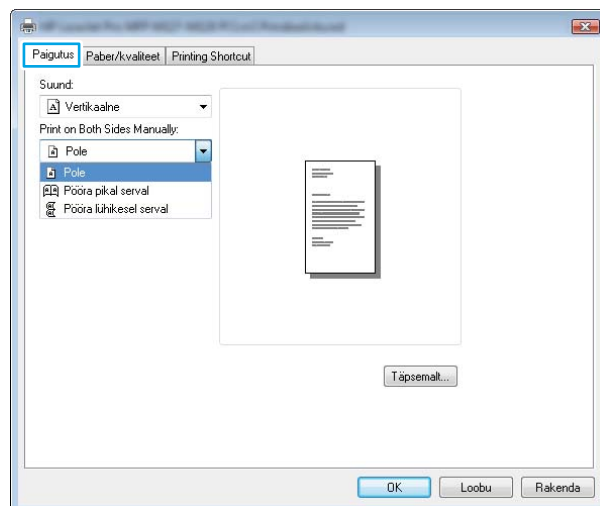 Paigutus Paber/kvaliteet Printing Shortcut
Suund:
A Vertikaalne
Print on Both Sides Manually:
Pole
Pole
Pööra pikal serval
Pööra lühikesel serval
Täpsemalt...
OK Loobu Rakenda